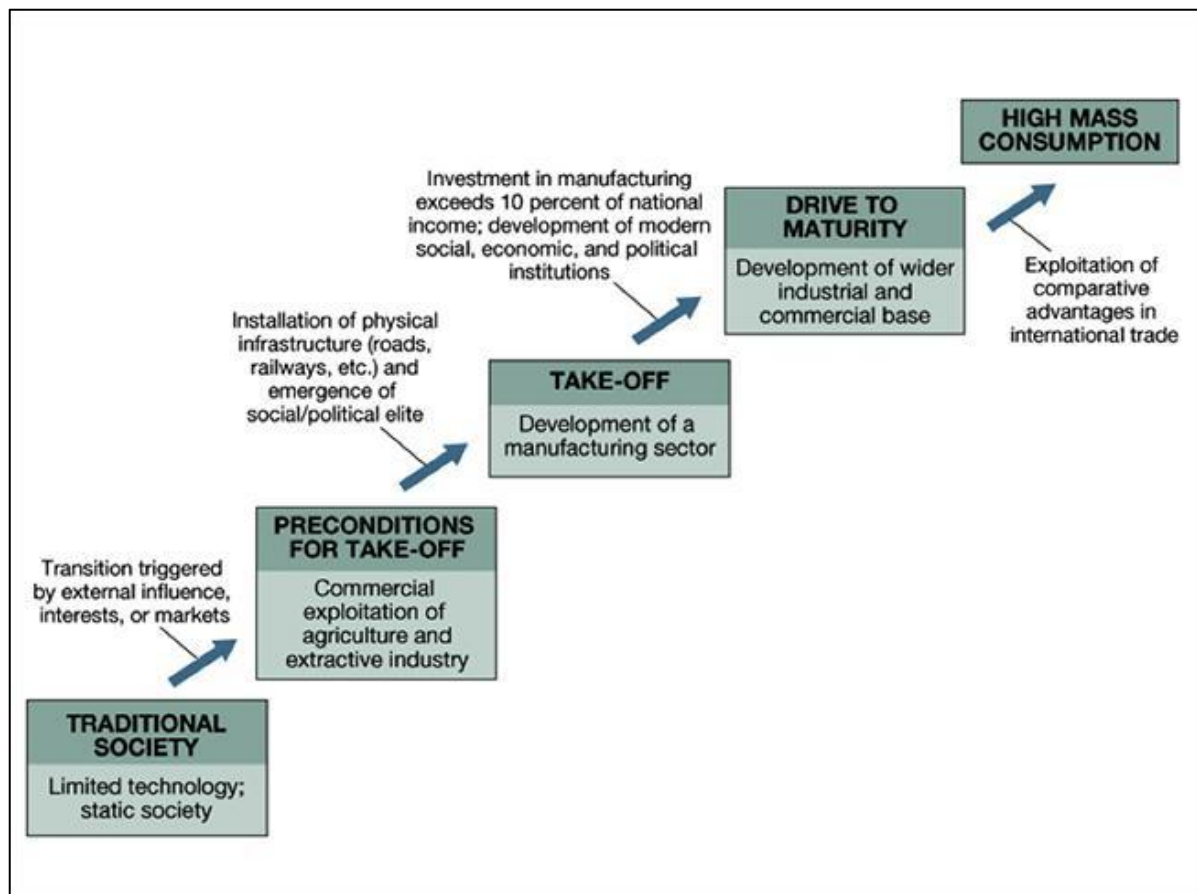 HIGH MASS
CONSUMPTION
Investment in manufacturing
exceeds 10 percent of national
income; development of modern
social, economic, and political
institutions
DRIVE TO
MATURITY
Development of wider
industrial and
commercial base
Exploitation of
comparative
advantages in
international trade
Installation of physical
infrastructure (roads,
railways, etc.) and
emergence of
social/political elite
TAKE-OFF
Development of a
manufacturing sector
PRECONDITIONS
FOR TAKE-OFF
Commercial
exploitation of
agriculture and
extractive industry
Transition triggered
by external influence,
interests, or markets
TRADITIONAL
SOCIETY
Limited technology;
static society